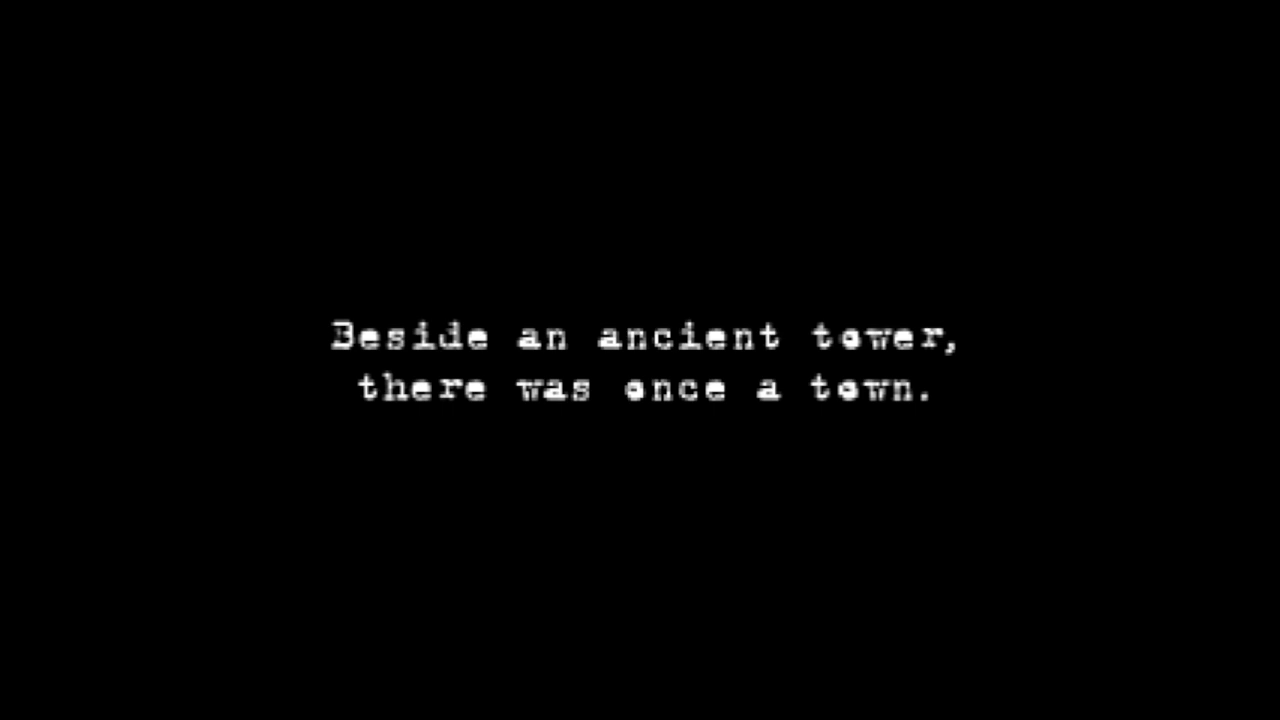 Beside an ancient tower,
there was once a town.